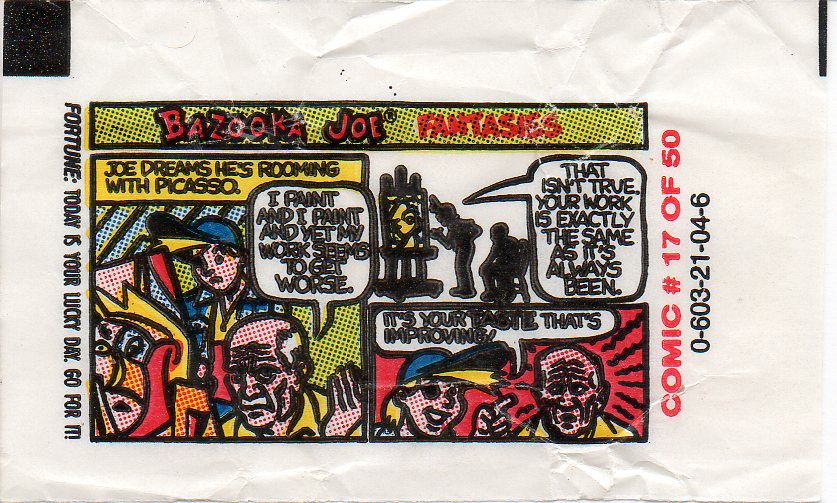 BAZOOKA JOE® FANTASIES
JOE DREAMS HE'S ROOMING
WITH PICASSO.
I PAINT
AND I PAINT
AND YET MY
WORK SEEMS
TO GET
WORSE.
THAT
ISN'T TRUE.
YOUR WORK
IS EXACTLY
THE SAME
AS IT'S
ALWAYS
BEEN.
IT'S YOUR TASTE THAT'S
IMPROVING!
FORTUNE: TODAY IS YOUR LUCKY DAY. GO FOR IT!
COMIC # 17 OF 50
0-603-21-04-6